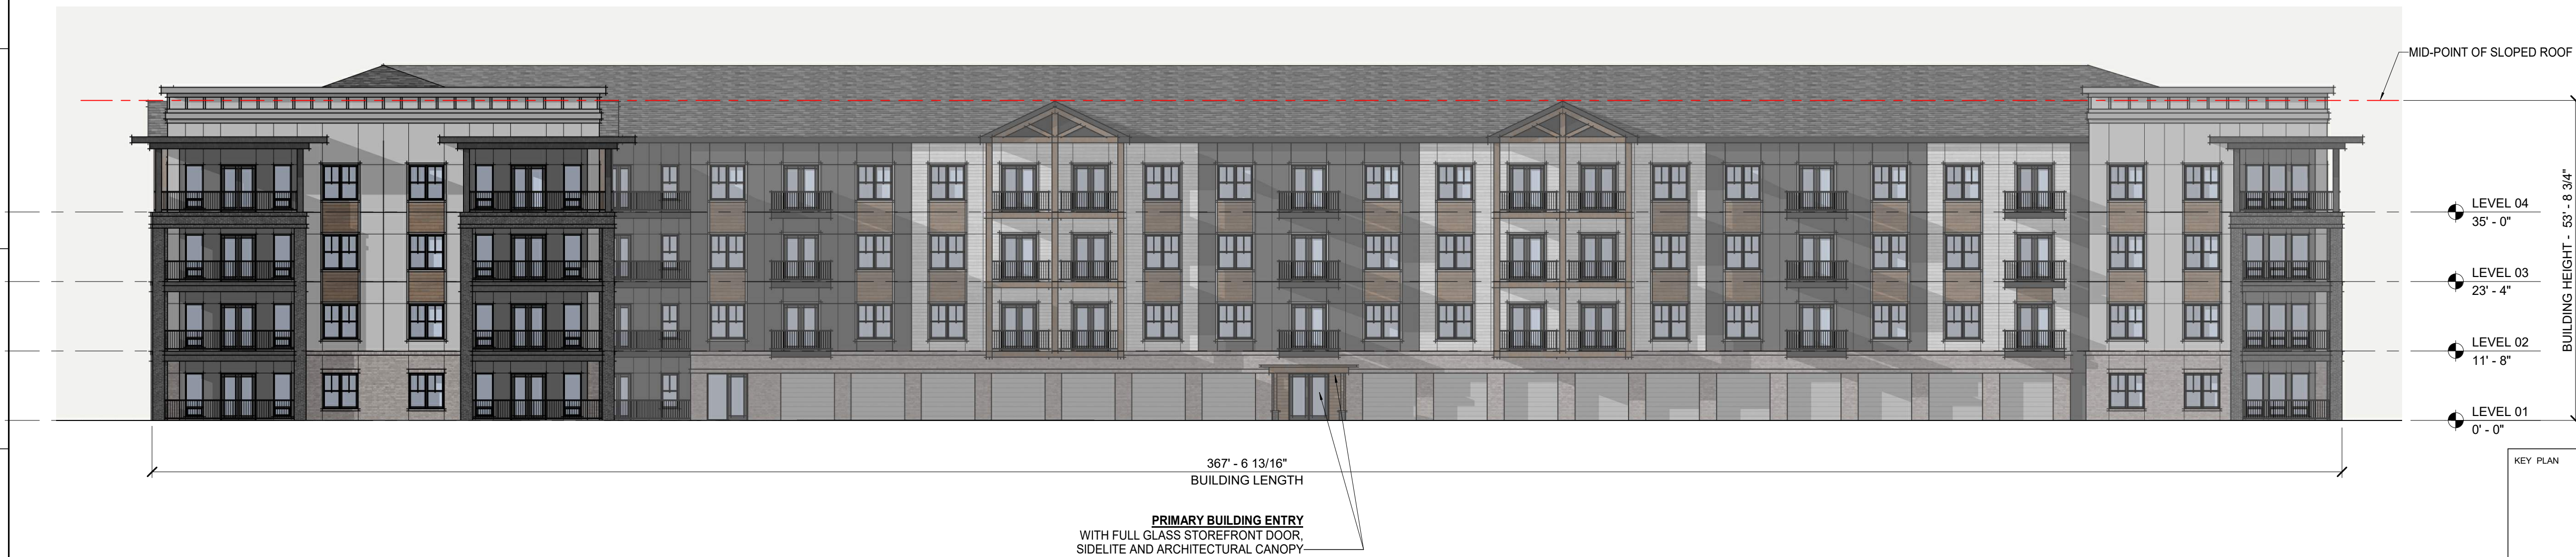 MID-POINT OF SLOPED ROOF
BUILDING HEIGHT - 53' - 8 3/4"
LEVEL 04
35' - 0"
LEVEL 03
23' - 4"
LEVEL 02
11' - 8"
LEVEL 01
0' - 0"
367' - 6 13/16"
BUILDING LENGTH
KEY PLAN
PRIMARY BUILDING ENTRY
WITH FULL GLASS STOREFRONT DOOR,
SIDELITE AND ARCHITECTURAL CANOPY